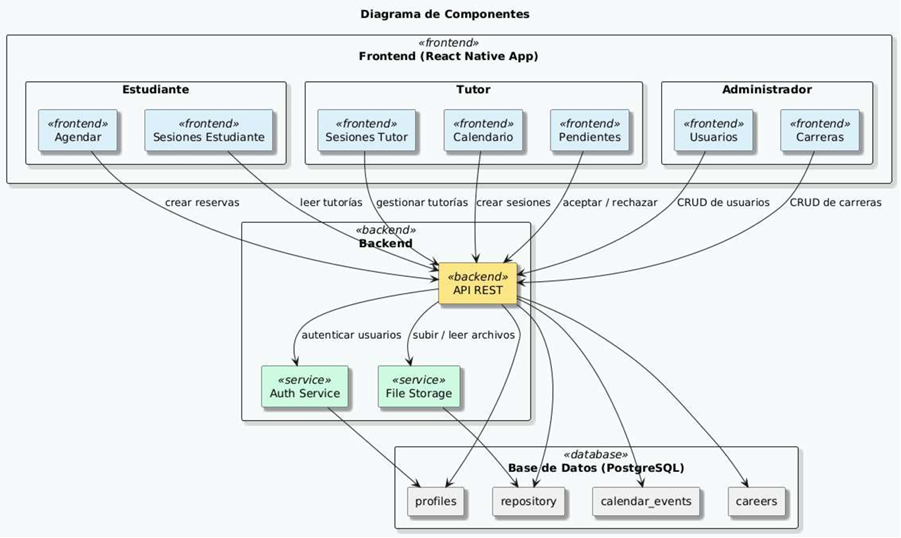 Diagrama de Componentes
«frontend»
Frontend (React Native App)
Estudiante
Tutor
Administrador
«frontend»
Agendar
«frontend»
Sesiones Estudiante
«frontend»
Sesiones Tutor
«frontend»
Calendario
«frontend»
Pendientes
«frontend»
Usuarios
«frontend»
Carreras
crear reservas
leer tutorías
gestionar tutorías
crear sesiones
aceptar / rechazar
CRUD de usuarios
CRUD de carreras
«backend»
Backend
«backend»
API REST
autenticar usuarios
subir / leer archivos
«service»
Auth Service
«service»
File Storage
«database»
Base de Datos (PostgreSQL)
profiles
repository
calendar_events
careers